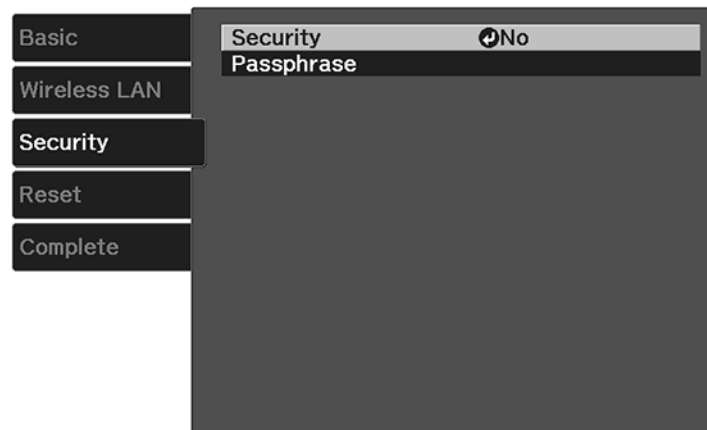 Basic
Wireless LAN
Security
Reset
Complete
Security No
Passphrase